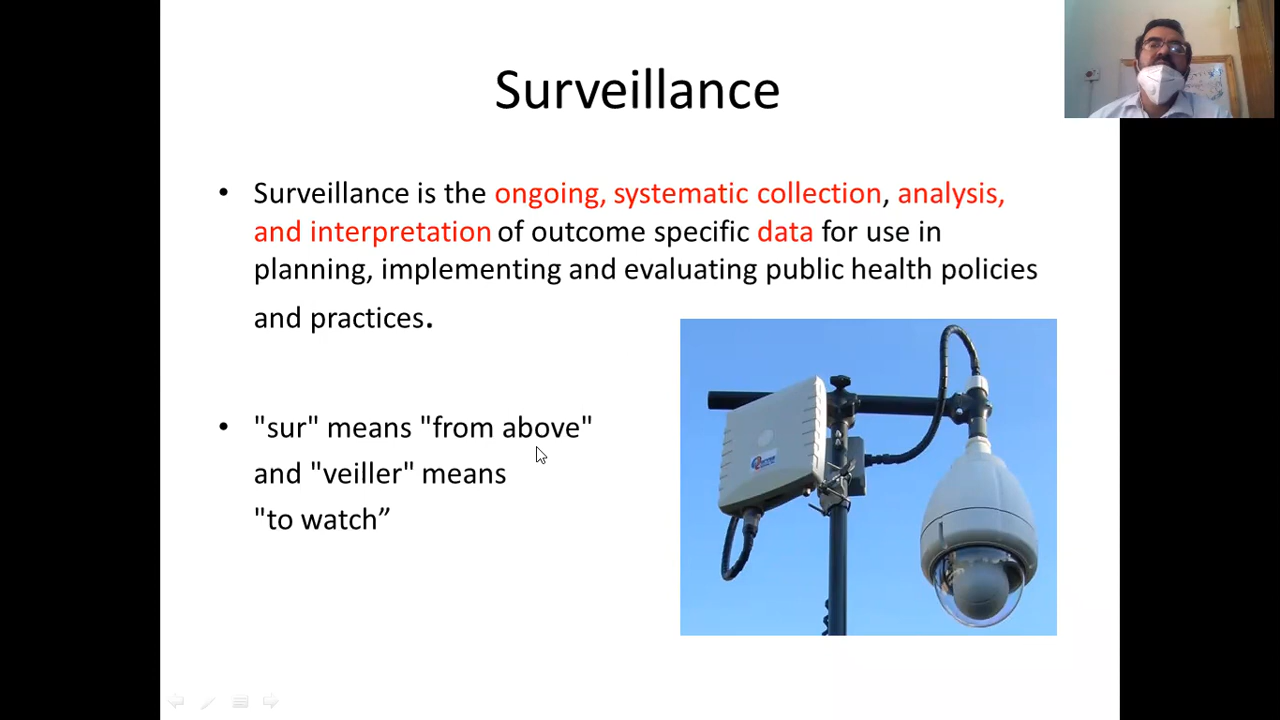 Surveillance
• Surveillance is the ongoing, systematic collection, analysis,
and interpretation of outcome specific data for use in
planning, implementing and evaluating public health policies
and practices.
• "sur" means "from above"
and "veiller" means
"to watch”